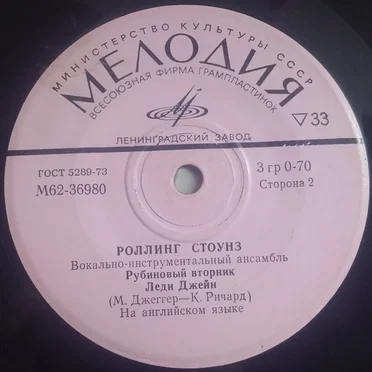 МИНИСТЕРСТВО КУЛЬТУРЫ СССР
МЕЛОДИЯ
ВСЕСОЮЗНАЯ ФИРМА ГРАМПЛАСТИНОК
▽33
ЛЕНИНГРАДСКИЙ ЗАВОД
ГОСТ 5289-73
М62-36980
3 гр 0-70
Сторона 2
РОЛЛИНГ СТОУНЗ
Вокально-инструментальный ансамбль
Рубиновый вторник
Леди Джейн
(М. Джеггер—К. Ричард)
На английском языке